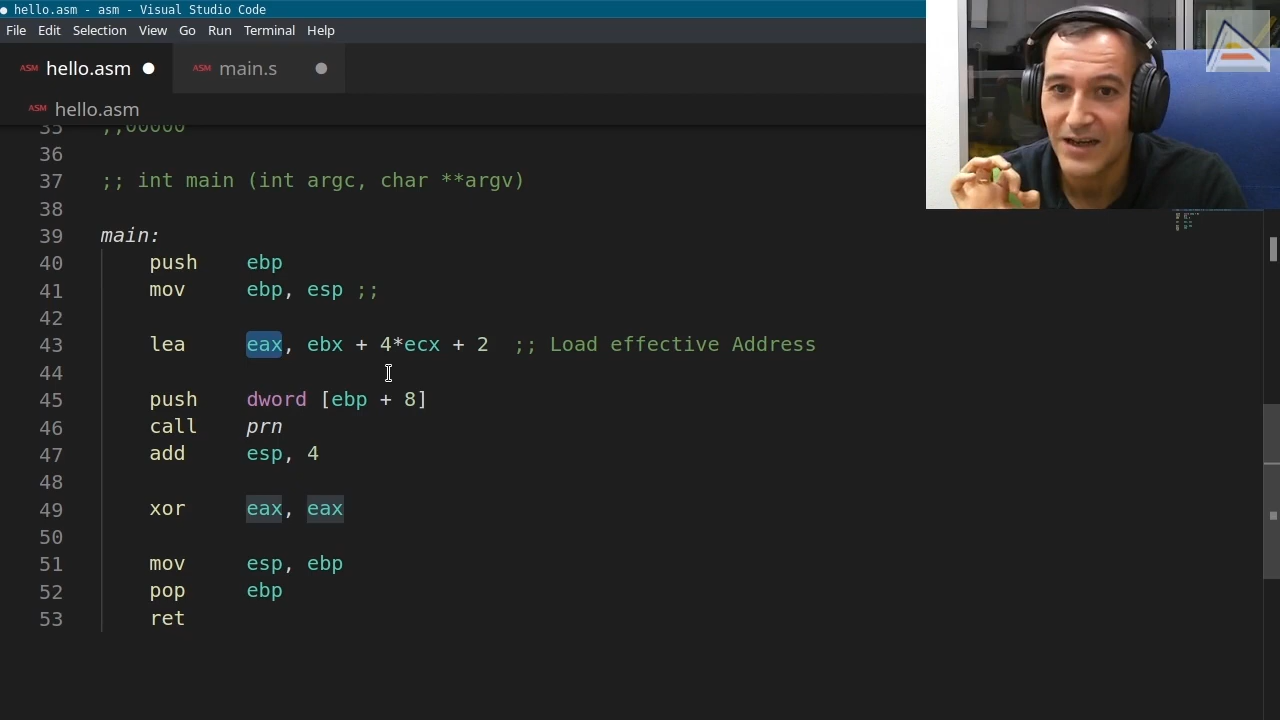 hello.asm - asm - Visual Studio Code
File Edit Selection View Go Run Terminal Help
ASM hello.asm ASM main.s
ASM hello.asm
35
36
37 ;; int main (int argc, char **argv)
38
39 main:
40 push ebp
41 mov ebp, esp ;;
42
43 lea eax, ebx + 4*ecx + 2 ;; Load effective Address
44
45 push dword [ebp + 8]
46 call prn
47 add esp, 4
48
49 xor eax, eax
50
51 mov esp, ebp
52 pop ebp
53 ret